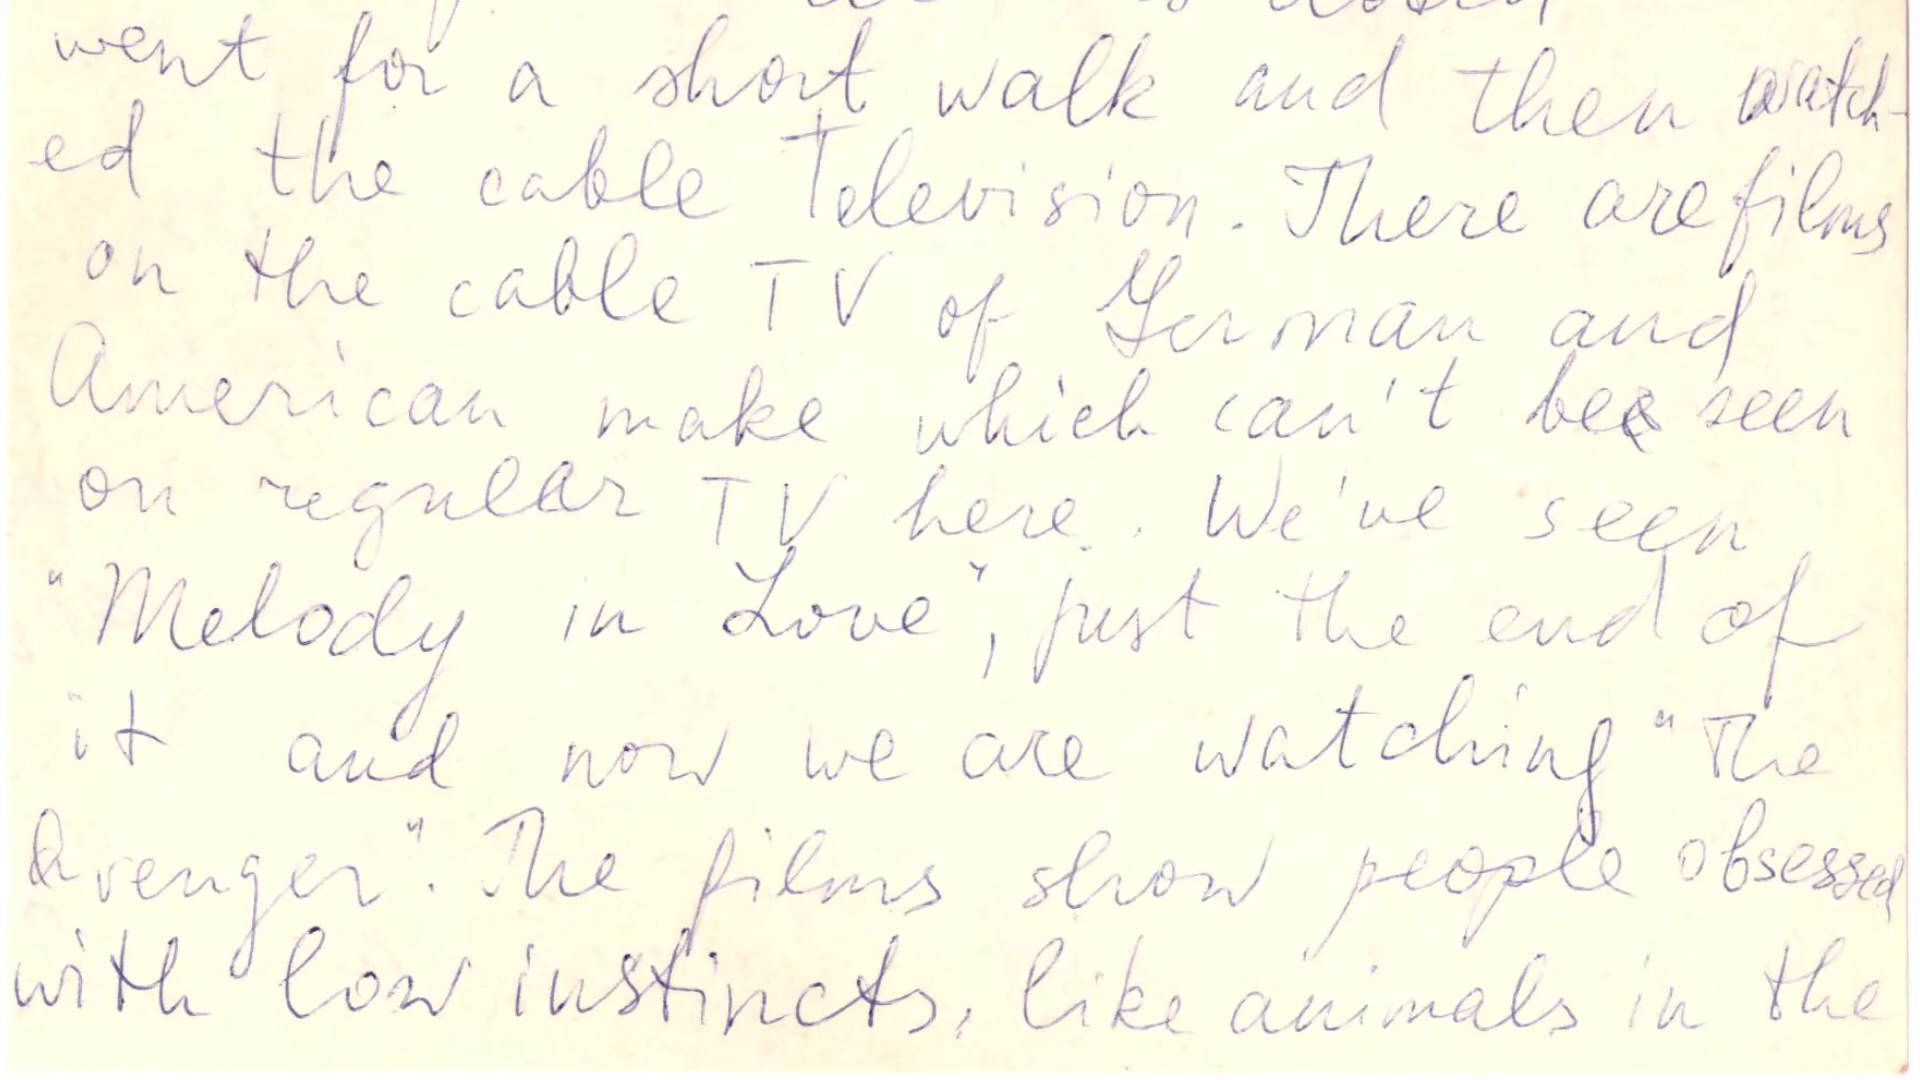 went for a short walk and then watch-
ed the cable Television. There are films
on the cable TV of German and
American make which can't bee seen
on regular TV here. We've seen
"Melody in Love", just the end of
it and now we are watching "The
Avenger". The films show people obsessed
with low instincts, like animals in the